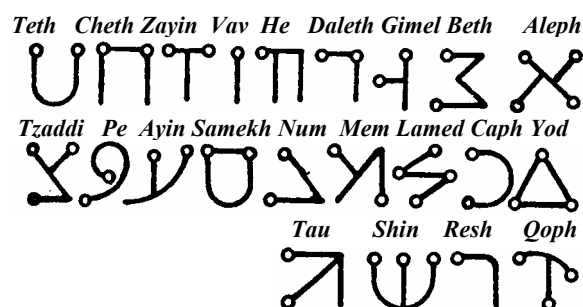 Teth Cheth Zayin Vav He Daleth Gimel Beth Aleph
Tzaddi Pe Ayin Samekh Num Mem Lamed Caph Yod
Tau Shin Resh Qoph